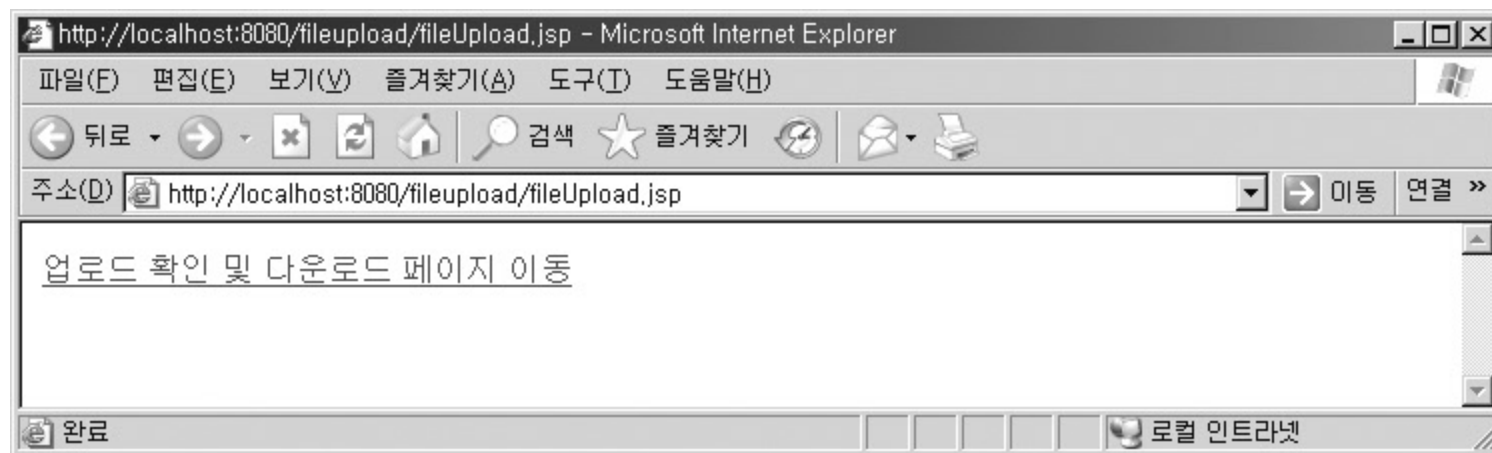 http://localhost:8080/fileupload/fileUpload.jsp - Microsoft Internet Explorer
파일(F) 편집(E) 보기(V) 즐겨찾기(A) 도구(T) 도움말(H)
뒤로 검색 즐겨찾기
주소(D) http://localhost:8080/fileupload/fileUpload.jsp 이동 연결 »
업로드 확인 및 다운로드 페이지 이동
완료 로컬 인트라넷